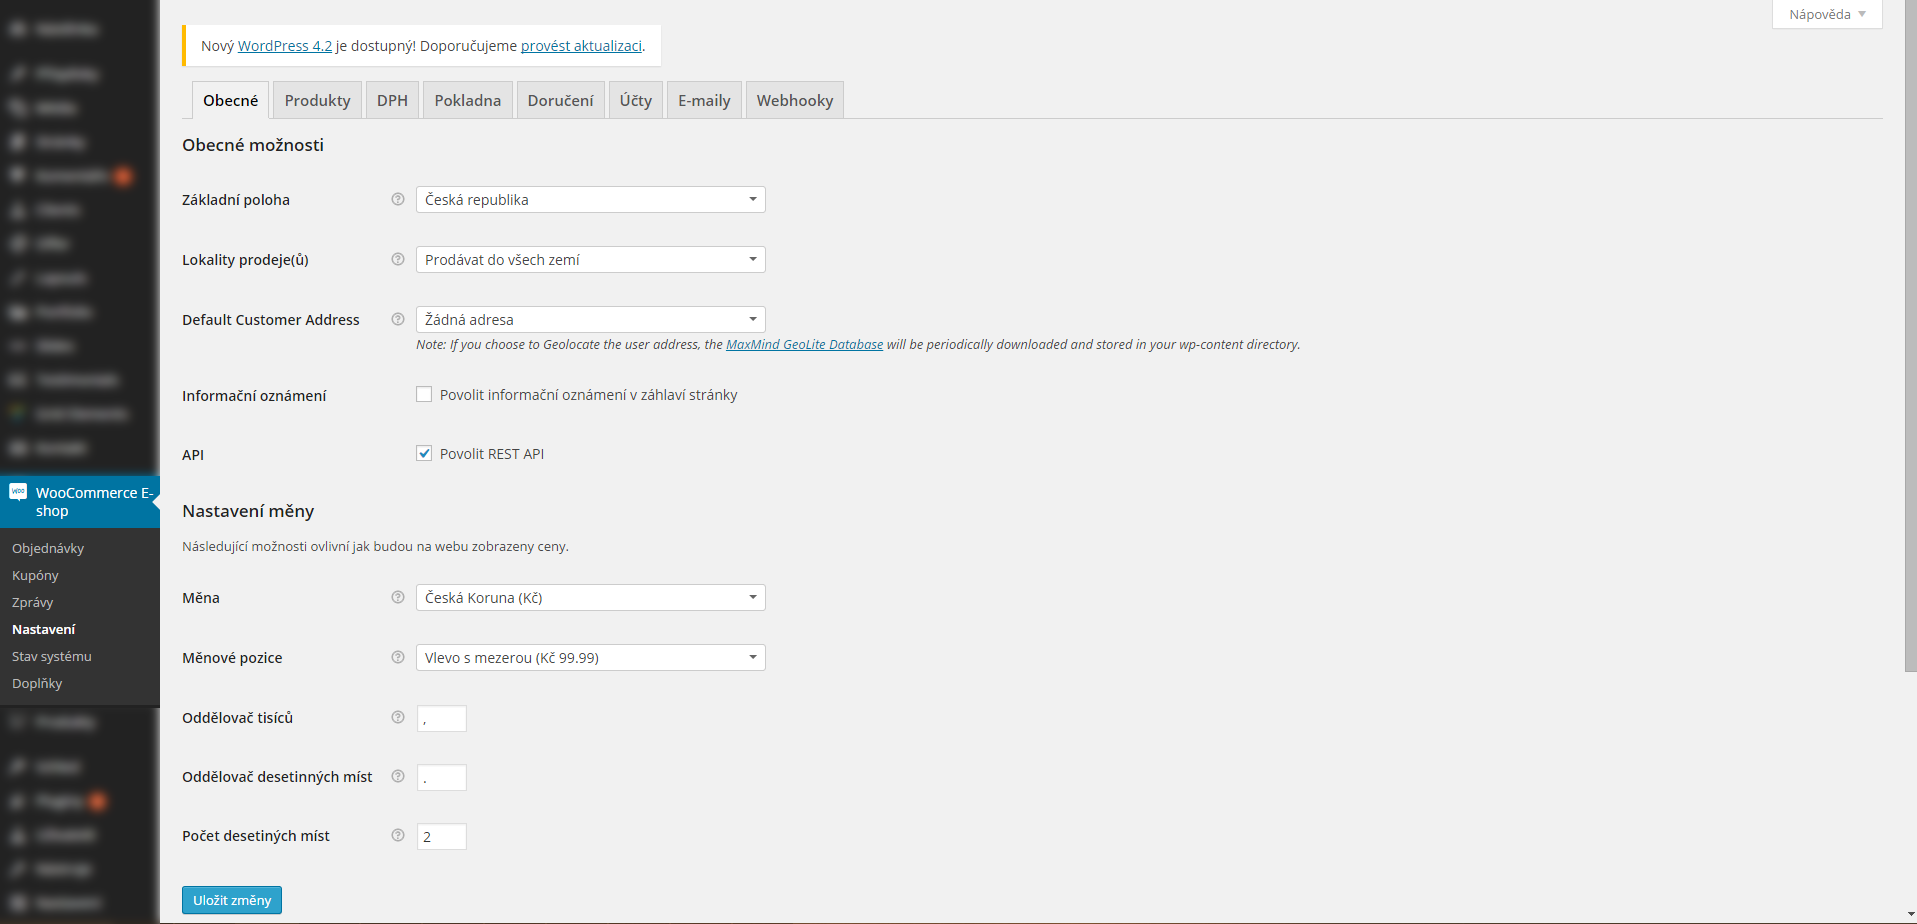 Nápověda
Nový WordPress 4.2 je dostupný! Doporučujeme provést aktualizaci.
Obecné
Produkty
DPH
Pokladna
Doručení
Účty
E-maily
Webhooky
Obecné možnosti
Základní poloha
Česká republika
Lokality prodeje(ů)
Prodávat do všech zemí
Default Customer Address
Žádná adresa
Note: If you choose to Geolocate the user address, the MaxMind GeoLite Database will be periodically downloaded and stored in your wp-content directory.
Informační oznámení
Povolit informační oznámení v záhlaví stránky
API
Povolit REST API
WooCommerce E-
shop
Objednávky
Kupóny
Zprávy
Nastavení
Stav systému
Doplňky
Nastavení měny
Následující možnosti ovlivní jak budou na webu zobrazeny ceny.
Měna
Česká Koruna (Kč)
Měnové pozice
Vlevo s mezerou (Kč 99.99)
Oddělovač tisíců
,
Oddělovač desetinných míst
.
Počet desetiných míst
2
Uložit změny